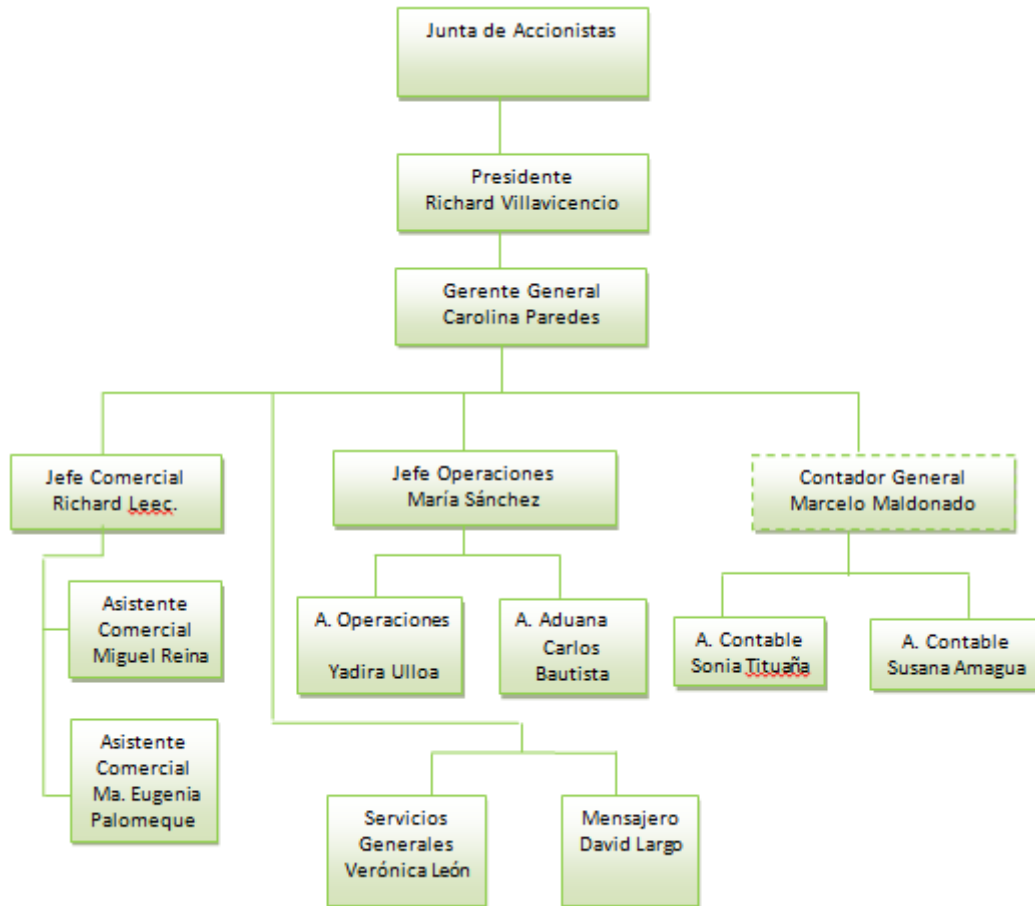 Junta de Accionistas
Presidente
Richard Villavicencio
Gerente General
Carolina Paredes
Jefe Comercial
Richard Leec.
Jefe Operaciones
María Sánchez
Contador General
Marcelo Maldonado
Asistente
Comercial
Miguel Reina
A. Operaciones
Yadira Ulloa
A. Aduana
Carlos
Bautista
A. Contable
Sonia Tituaña
A. Contable
Susana Amagua
Asistente
Comercial
Ma. Eugenia
Palomeque
Servicios
Generales
Verónica León
Mensajero
David Largo